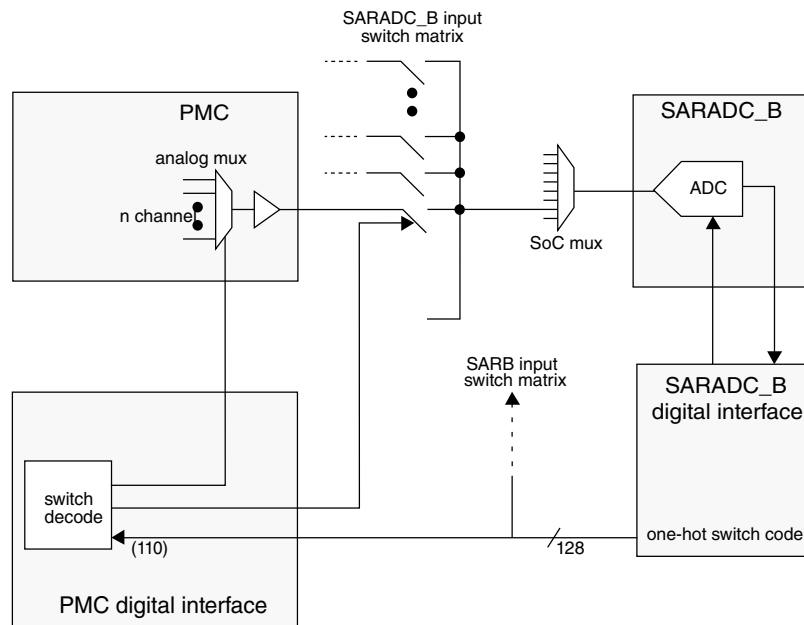 SARADC_B input
switch matrix
PMC
analog mux
n channel
SARADC_B
ADC
SoC mux
SARB input
switch matrix
SARADC_B
digital interface
one-hot switch code
switch
decode
(110)
128
PMC digital interface